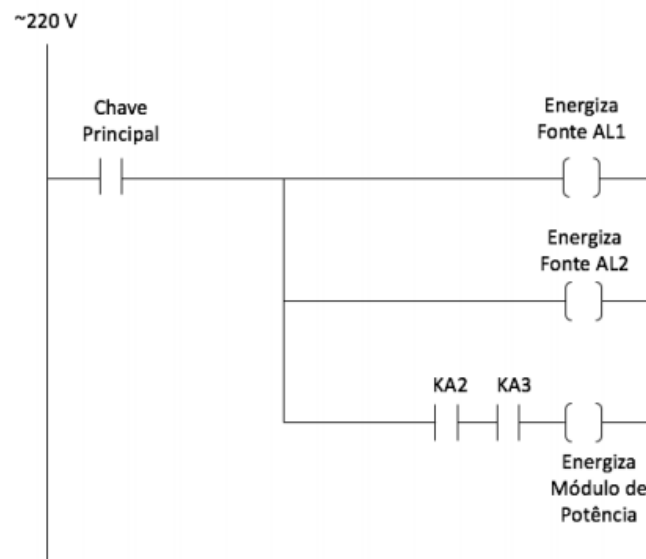 ~220 V
Chave
Principal
Energiza
Fonte AL1
Energiza
Fonte AL2
KA2
KA3
Energiza
Módulo de
Potência